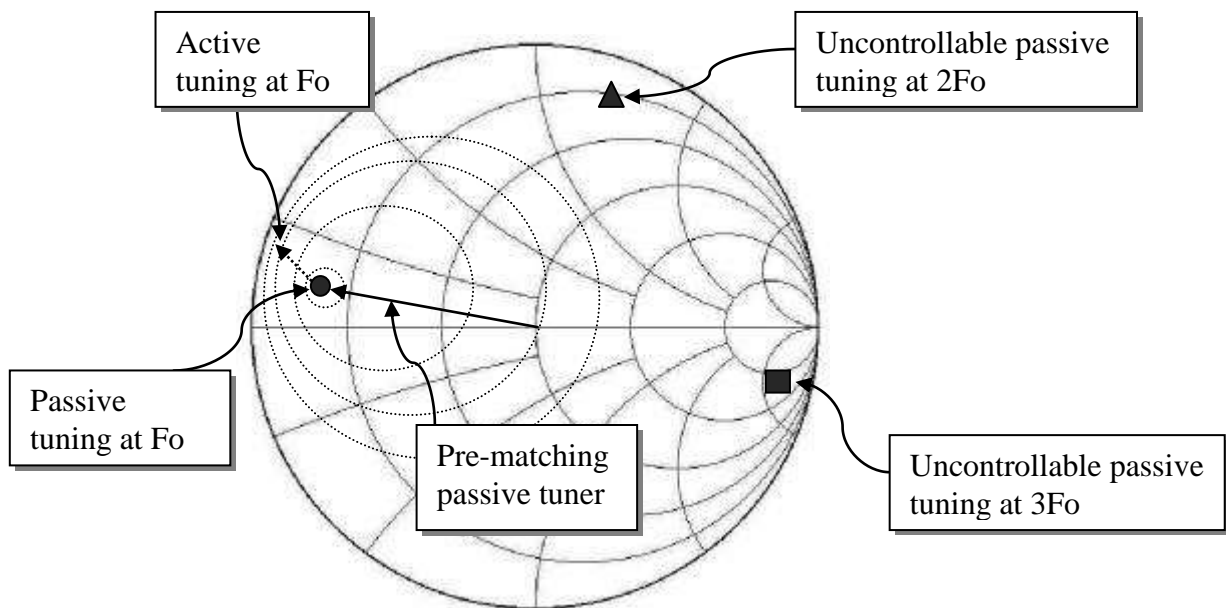 Active
tuning at Fo
Uncontrollable passive
tuning at 2Fo
Passive
tuning at Fo
Pre-matching
passive tuner
Uncontrollable passive
tuning at 3Fo